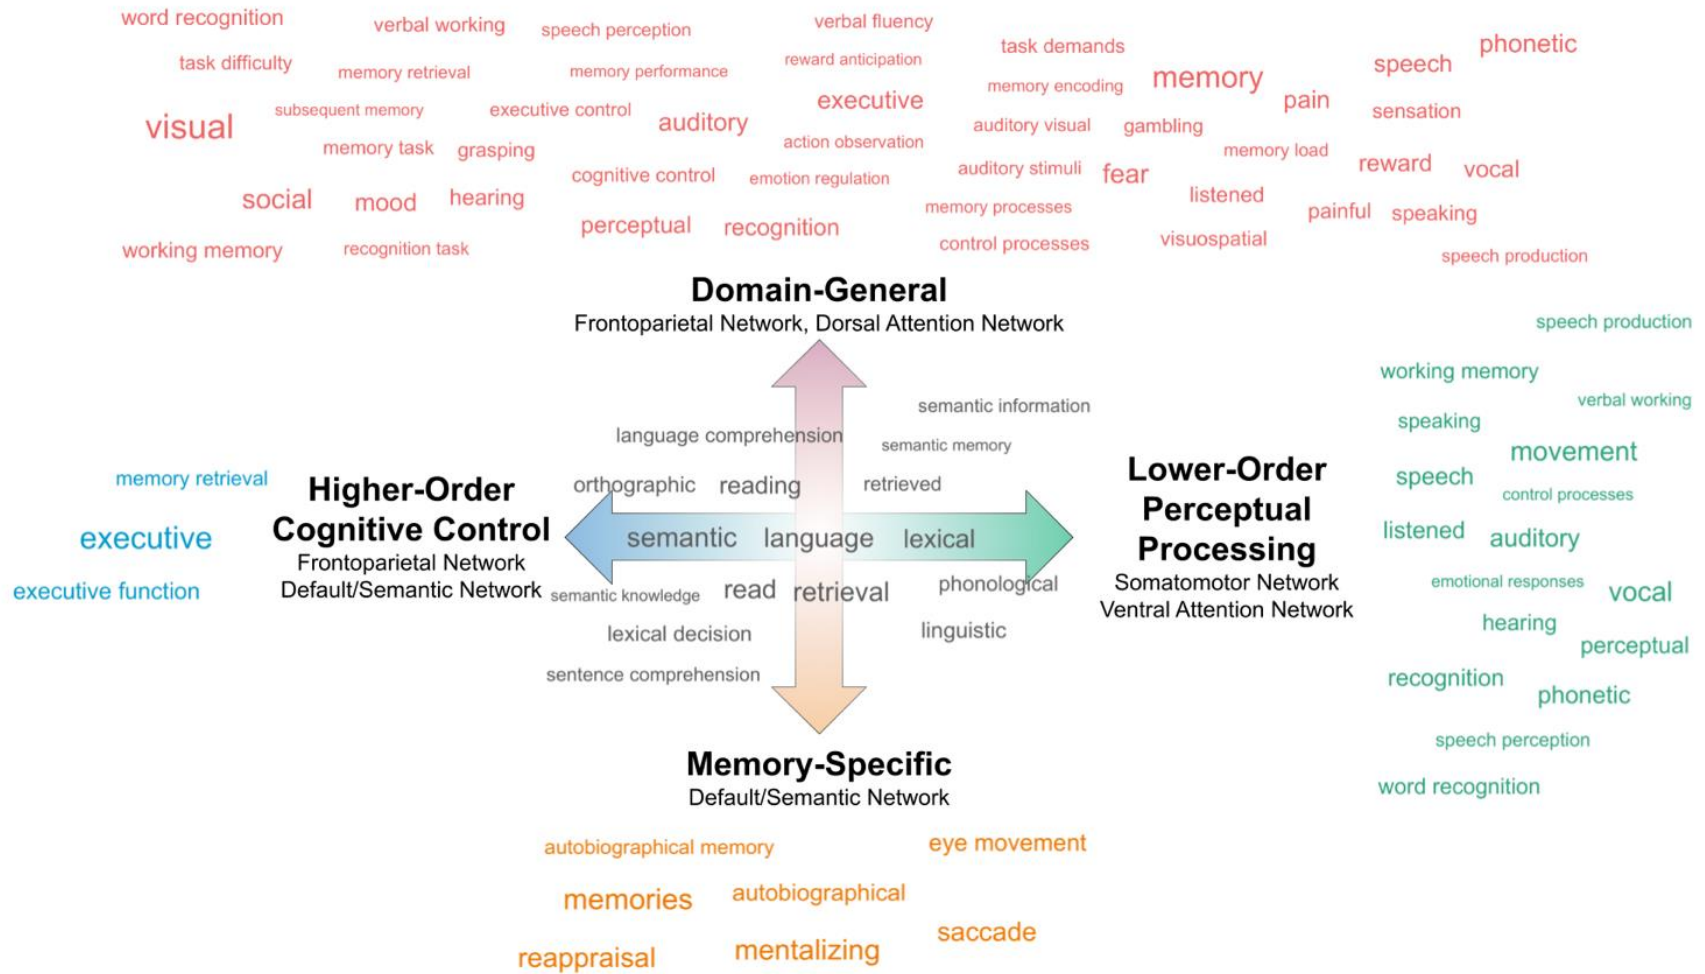 word recognition
verbal working
speech perception
verbal fluency
task demands
phonetic
task difficulty
memory retrieval
memory performance
reward anticipation
memory encoding
memory
speech
visual
subsequent memory
executive control
auditory
executive
auditory visual
gambling
pain
sensation
memory task
grasping
action observation
memory load
cognitive control
emotion regulation
auditory stimuli
fear
reward
vocal
social
mood
hearing
memory processes
listened
painful
speaking
perceptual
recognition
working memory
recognition task
control processes
visuospatial
speech production
Domain-General
Frontoparietal Network, Dorsal Attention Network
semantic information
language comprehension
semantic memory
orthographic
reading
retrieved
semantic
language
lexical
semantic knowledge
read
retrieval
phonological
lexical decision
linguistic
sentence comprehension
memory retrieval
executive
executive function
Higher-Order
Cognitive Control
Frontoparietal Network
Default/Semantic Network
Lower-Order
Perceptual
Processing
Somatomotor Network
Ventral Attention Network
speech production
working memory
verbal working
speaking
movement
speech
control processes
listened
auditory
emotional responses
vocal
hearing
perceptual
recognition
phonetic
speech perception
word recognition
Memory-Specific
Default/Semantic Network
autobiographical memory
eye movement
memories
autobiographical
saccade
reappraisal
mentalizing